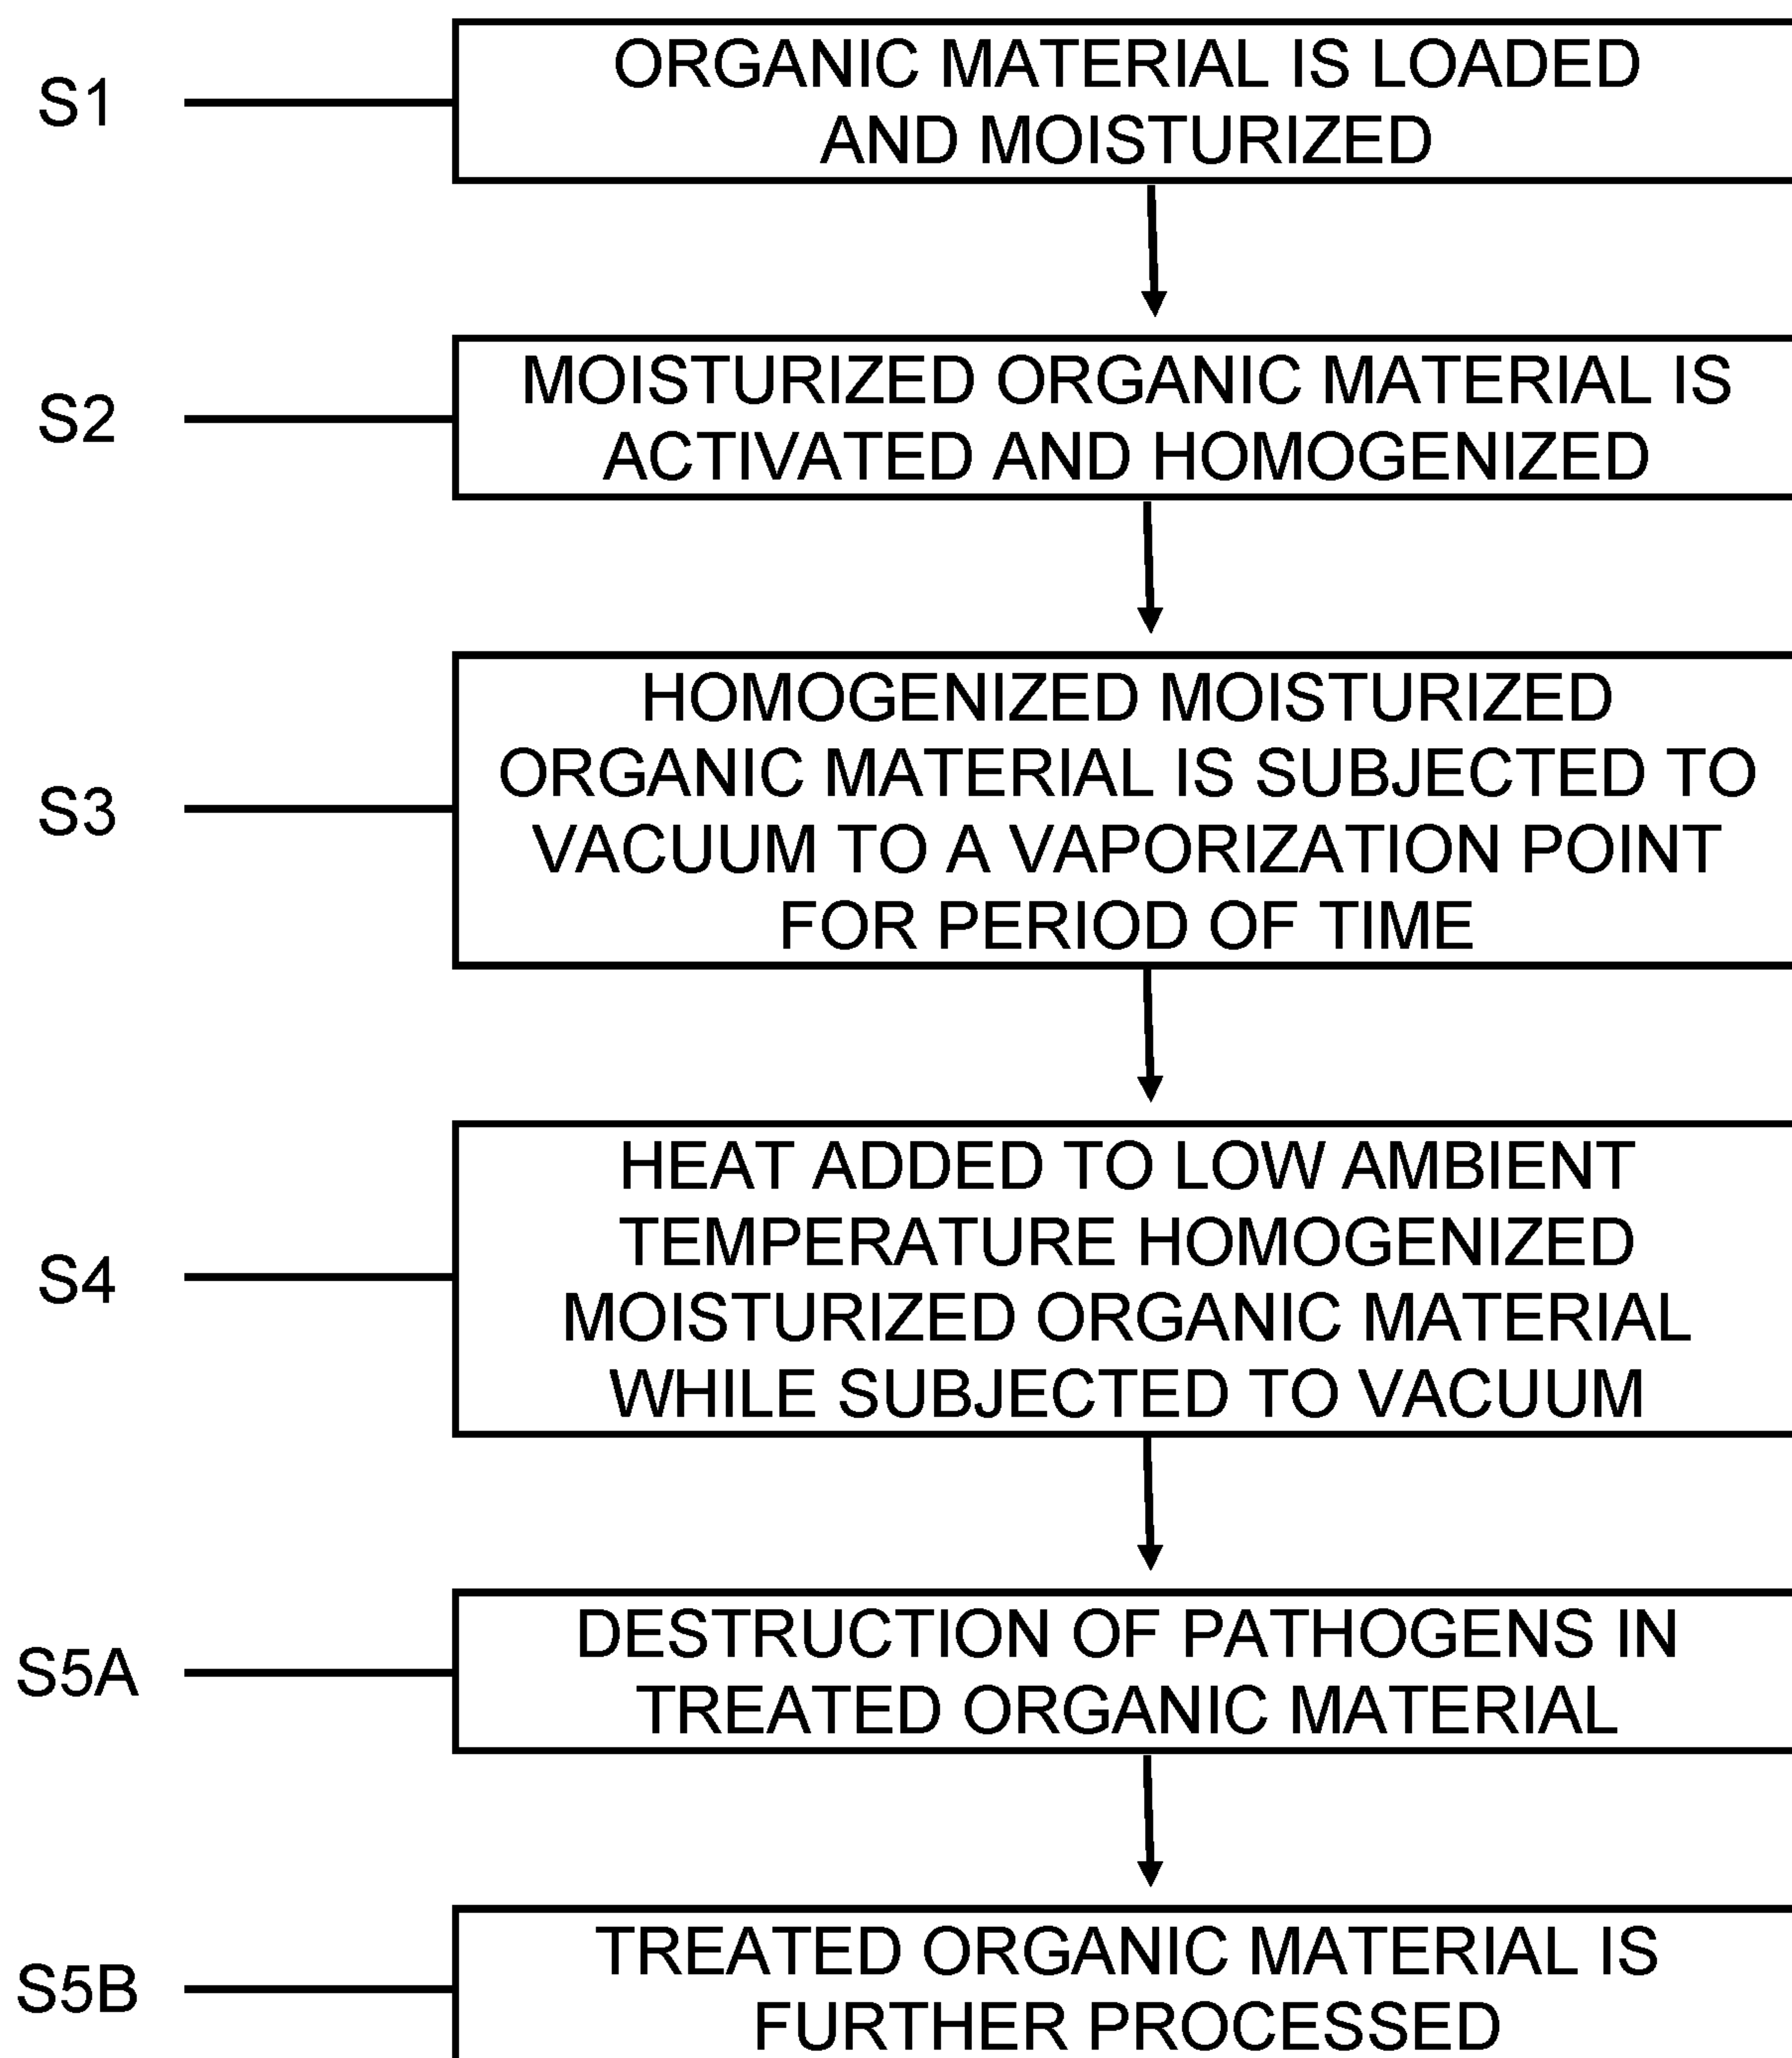 S1
ORGANIC MATERIAL IS LOADED
AND MOISTURIZED
S2
MOISTURIZED ORGANIC MATERIAL IS
ACTIVATED AND HOMOGENIZED
S3
HOMOGENIZED MOISTURIZED
ORGANIC MATERIAL IS SUBJECTED TO
VACUUM TO A VAPORIZATION POINT
FOR PERIOD OF TIME
S4
HEAT ADDED TO LOW AMBIENT
TEMPERATURE HOMOGENIZED
MOISTURIZED ORGANIC MATERIAL
WHILE SUBJECTED TO VACUUM
S5A
DESTRUCTION OF PATHOGENS IN
TREATED ORGANIC MATERIAL
S5B
TREATED ORGANIC MATERIAL IS
FURTHER PROCESSED